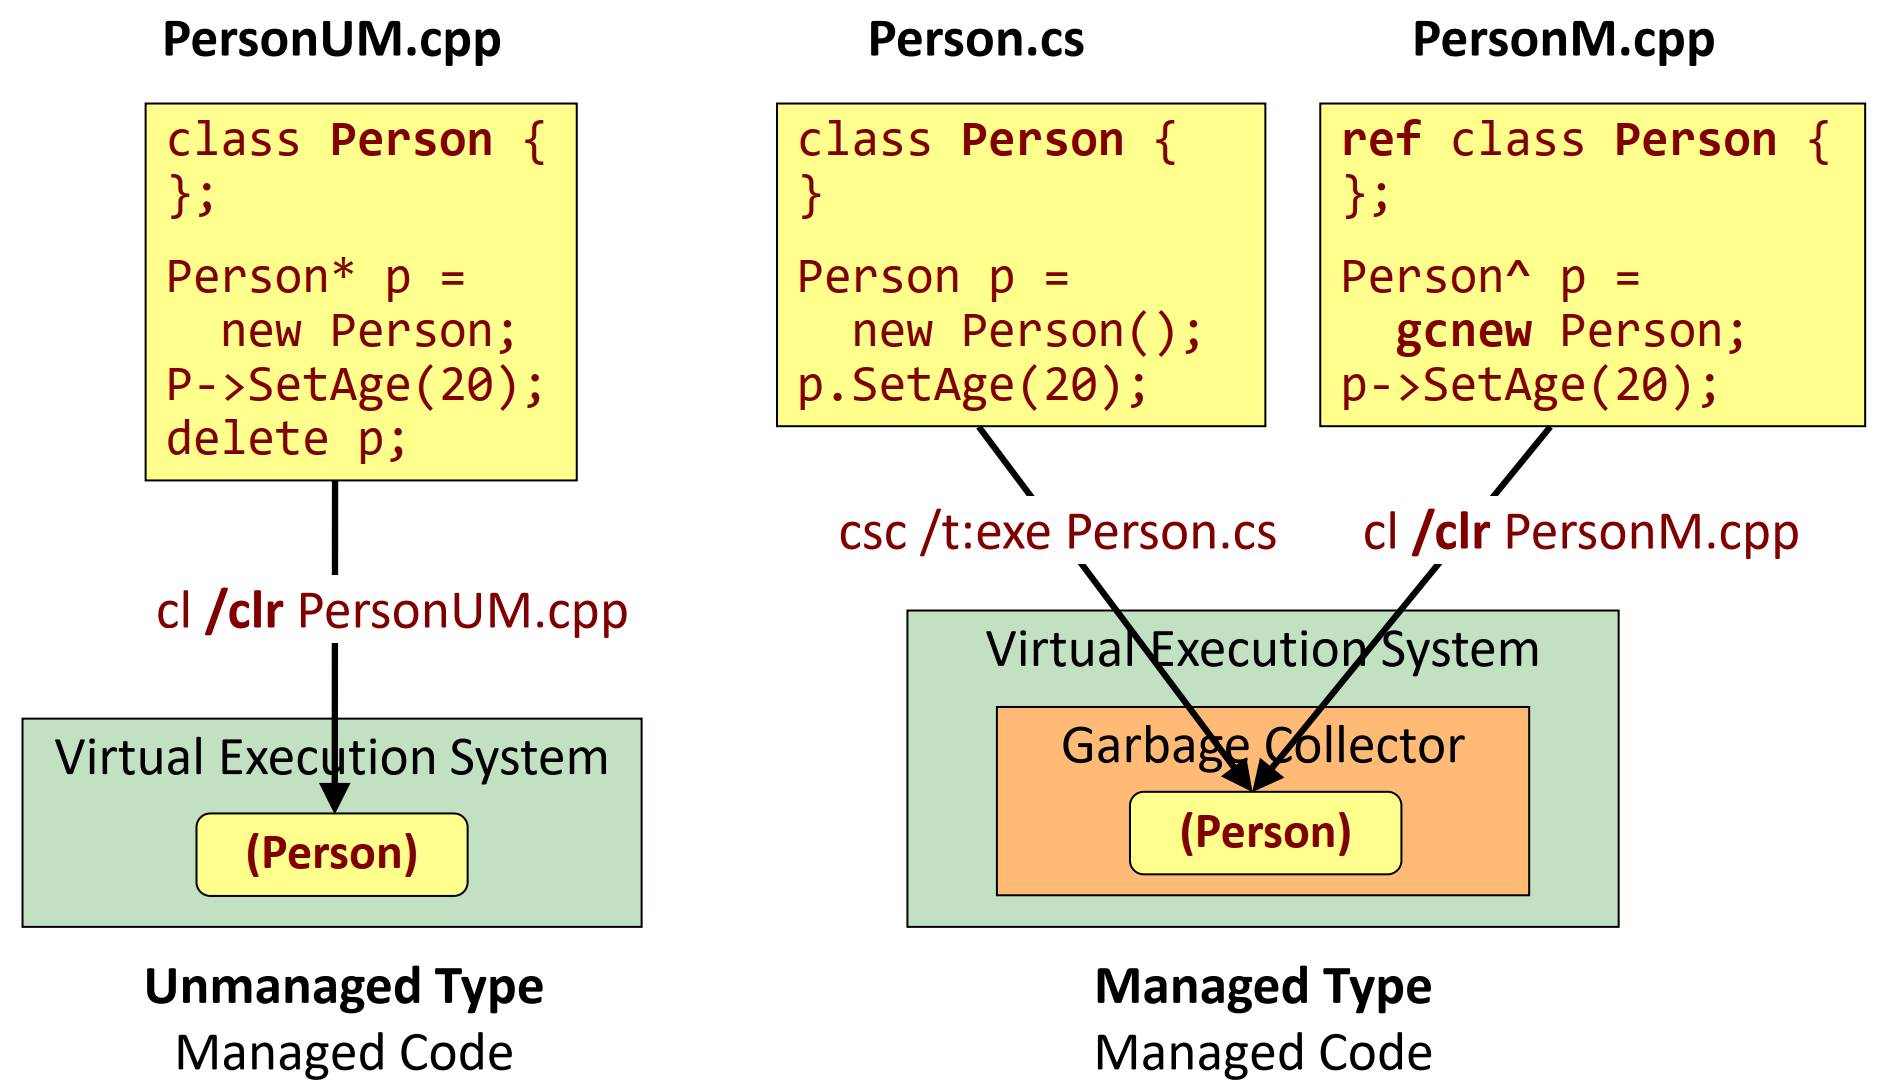 PersonUM.cpp
class Person {
};
Person* p =
  new Person;
P->SetAge(20);
delete p;
cl /clr PersonUM.cpp
Virtual Execution System
(Person)
Unmanaged Type
Managed Code
Person.cs
class Person {
}
Person p =
  new Person();
p.SetAge(20);
csc /t:exe Person.cs
PersonM.cpp
ref class Person {
};
Person^ p =
  gcnew Person;
p->SetAge(20);
cl /clr PersonM.cpp
Virtual Execution System
Garbage Collector
(Person)
Managed Type
Managed Code